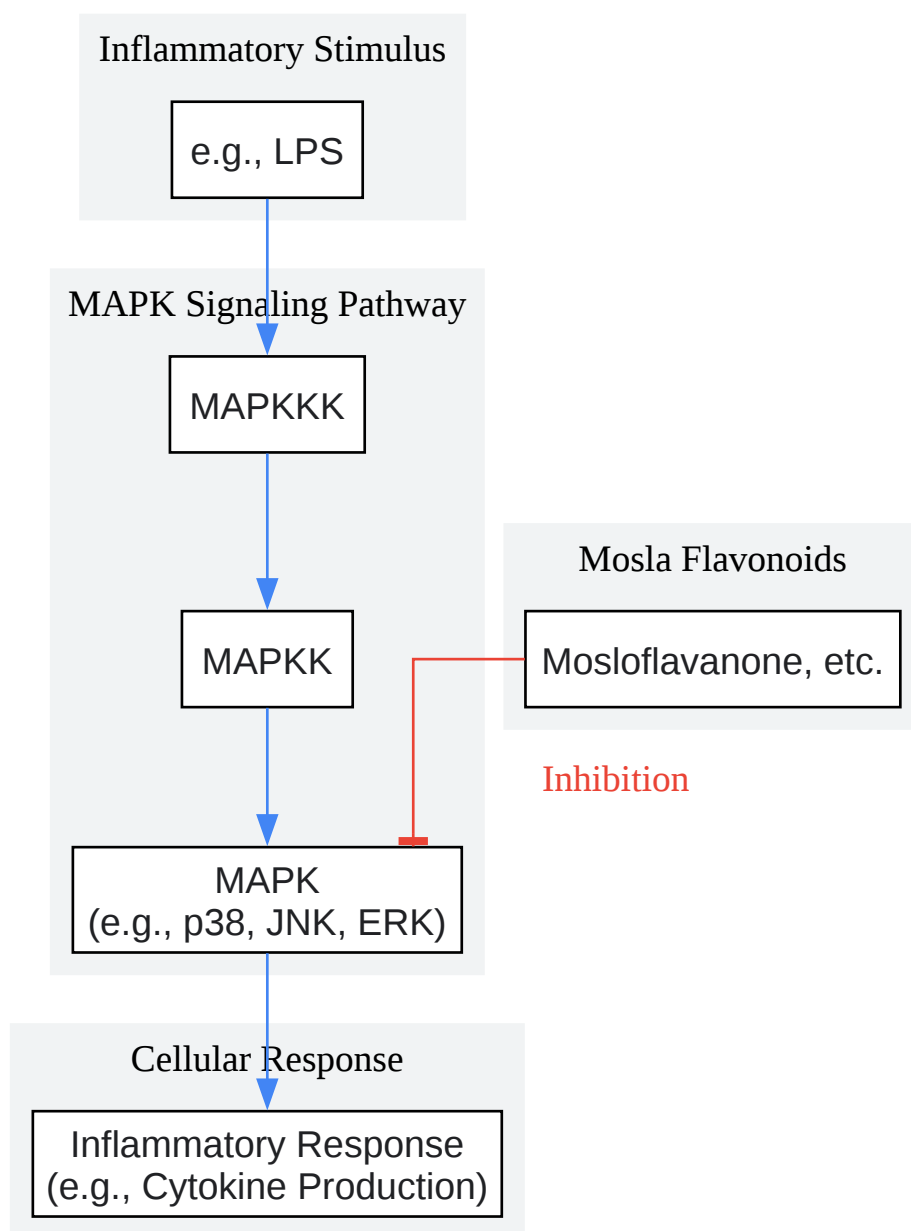 Inflammatory Stimulus
e.g., LPS
MAPK Signaling Pathway
MAPKKK
MAPKK
Mosla Flavonoids
Mosloflavanone, etc.
Inhibition
MAPK
(e.g., p38, JNK, ERK)
Cellular Response
Inflammatory Response
(e.g., Cytokine Production)